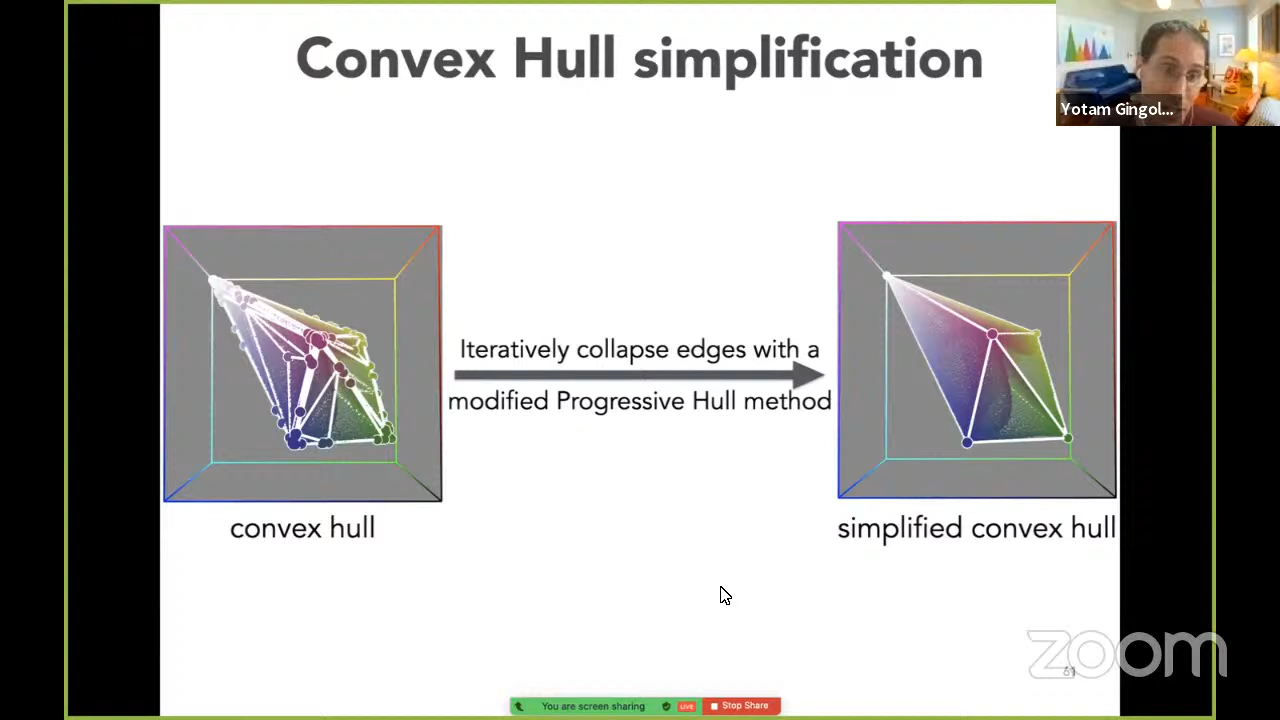 Convex Hull simplification
Yotam Gingol...
Iteratively collapse edges with a
modified Progressive Hull method
convex hull
simplified convex hull
zoom
You are screen sharing
LIVE
Stop Share